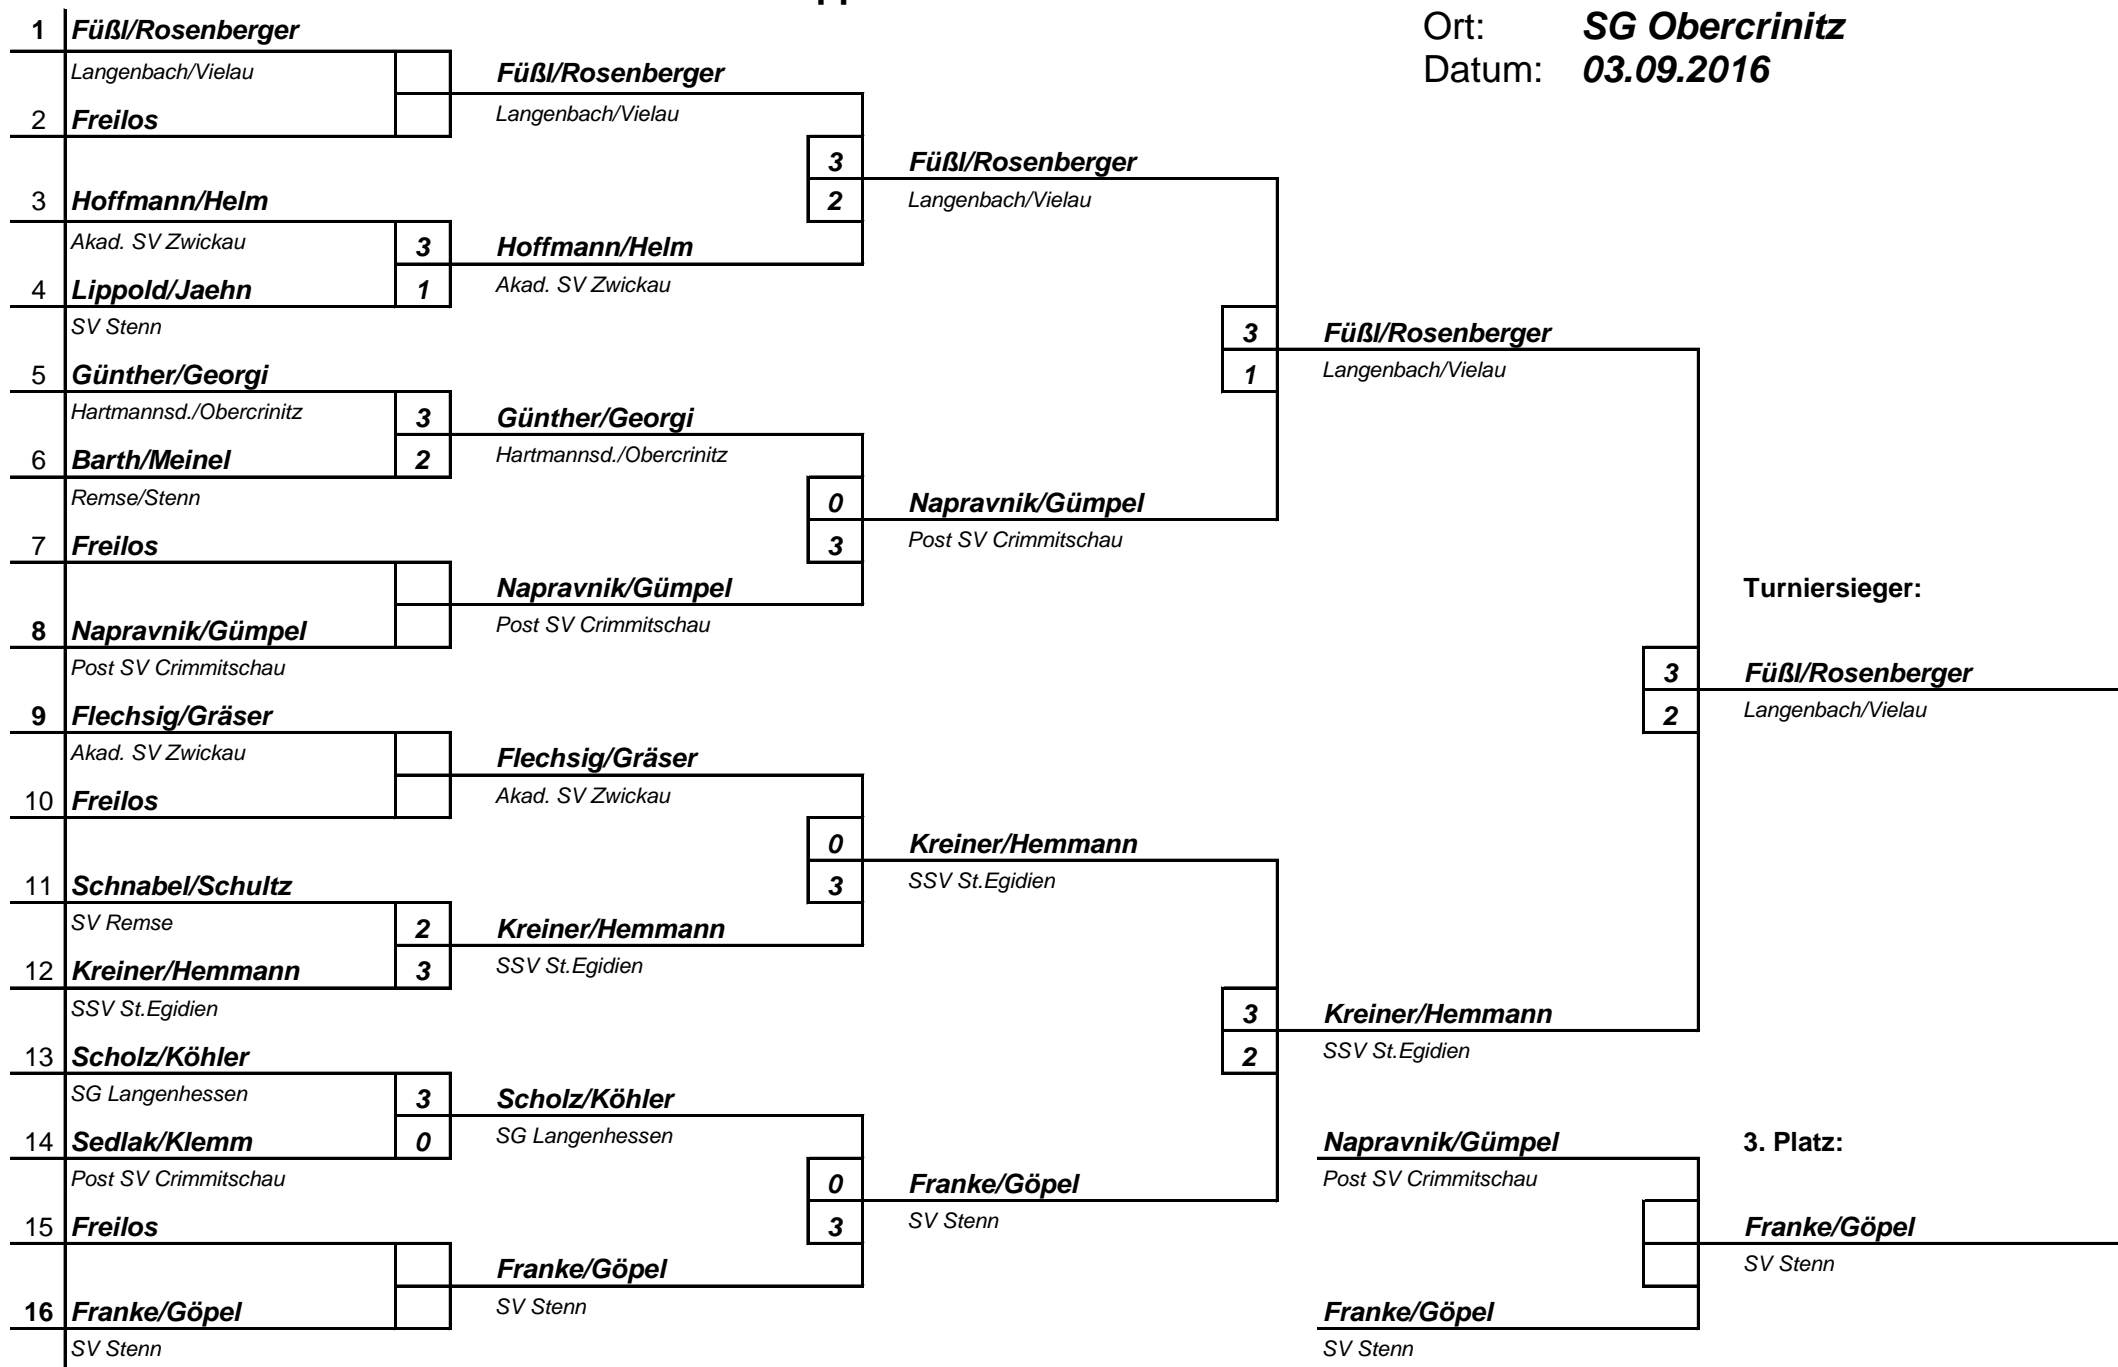 Ort: SG Obercrinitz
Datum: 03.09.2016
1 Füßl/Rosenberger
Langenbach/Vielau
2 Freilos
3 Hoffmann/Helm
Akad. SV Zwickau 3
4 Lippold/Jaehn 1
SV Stenn
5 Günther/Georgi
Hartmannsd./Obercrinitz 3
6 Barth/Meinel 2
Remse/Stenn
7 Freilos
8 Napravnik/Gümpel
Post SV Crimmitschau
9 Flechsig/Gräser
Akad. SV Zwickau
10 Freilos
11 Schnabel/Schultz
SV Remse 2
12 Kreiner/Hemmann 3
SSV St.Egidien
13 Scholz/Köhler
SG Langenhessen 3
14 Sedlak/Klemm 0
Post SV Crimmitschau
15 Freilos
16 Franke/Göpel
SV Stenn
Füßl/Rosenberger
Langenbach/Vielau
3
2
Hoffmann/Helm
Akad. SV Zwickau
Günther/Georgi
Hartmannsd./Obercrinitz
0
3
Napravnik/Gümpel
Post SV Crimmitschau
Flechsig/Gräser
Akad. SV Zwickau
0
3
Kreiner/Hemmann
SSV St.Egidien
Scholz/Köhler
SG Langenhessen
0
3
Franke/Göpel
SV Stenn
Füßl/Rosenberger
Langenbach/Vielau
3
1
Napravnik/Gümpel
Post SV Crimmitschau
Kreiner/Hemmann
SSV St.Egidien
3
2
Franke/Göpel
SV Stenn
Füßl/Rosenberger
Langenbach/Vielau
3
2
Kreiner/Hemmann
SSV St.Egidien
Turniersieger:
Füßl/Rosenberger
Langenbach/Vielau
Napravnik/Gümpel
Post SV Crimmitschau
Franke/Göpel
SV Stenn
3. Platz:
Franke/Göpel
SV Stenn